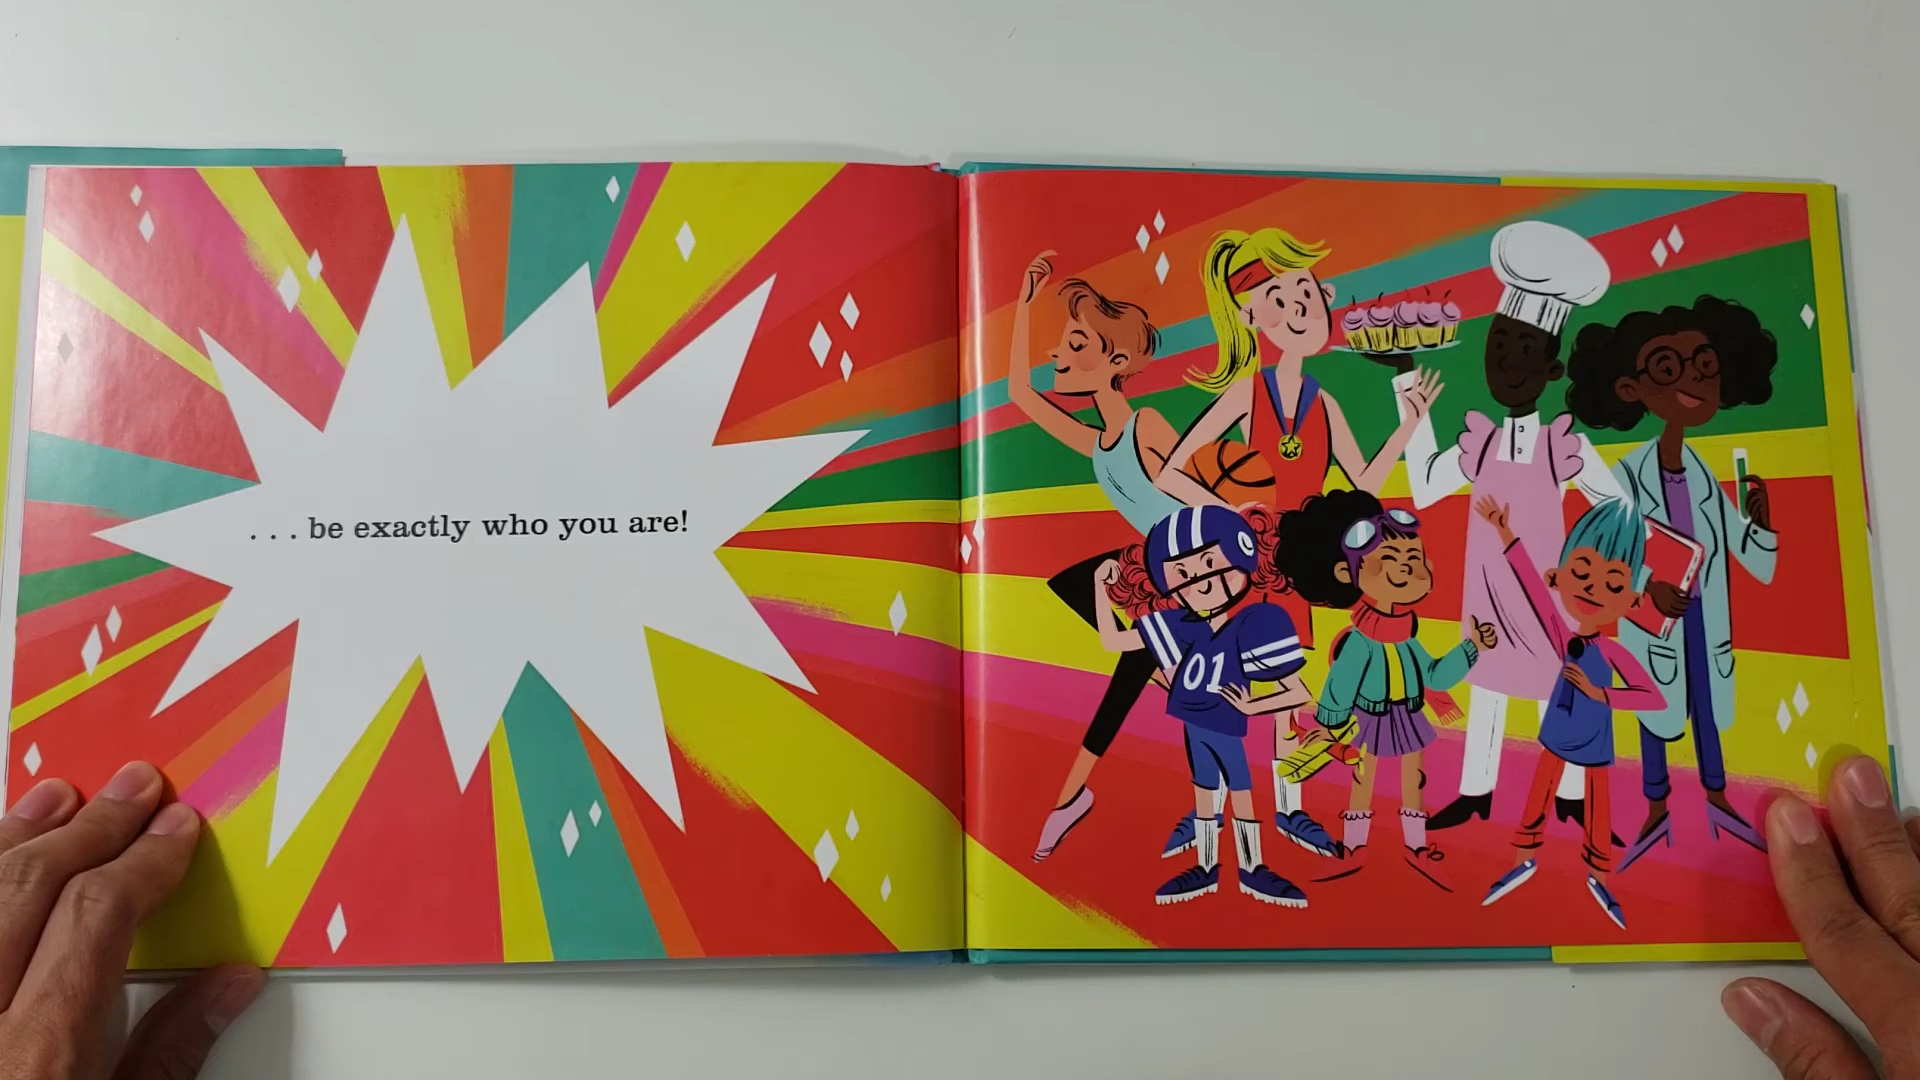 . . . be exactly who you are!
01